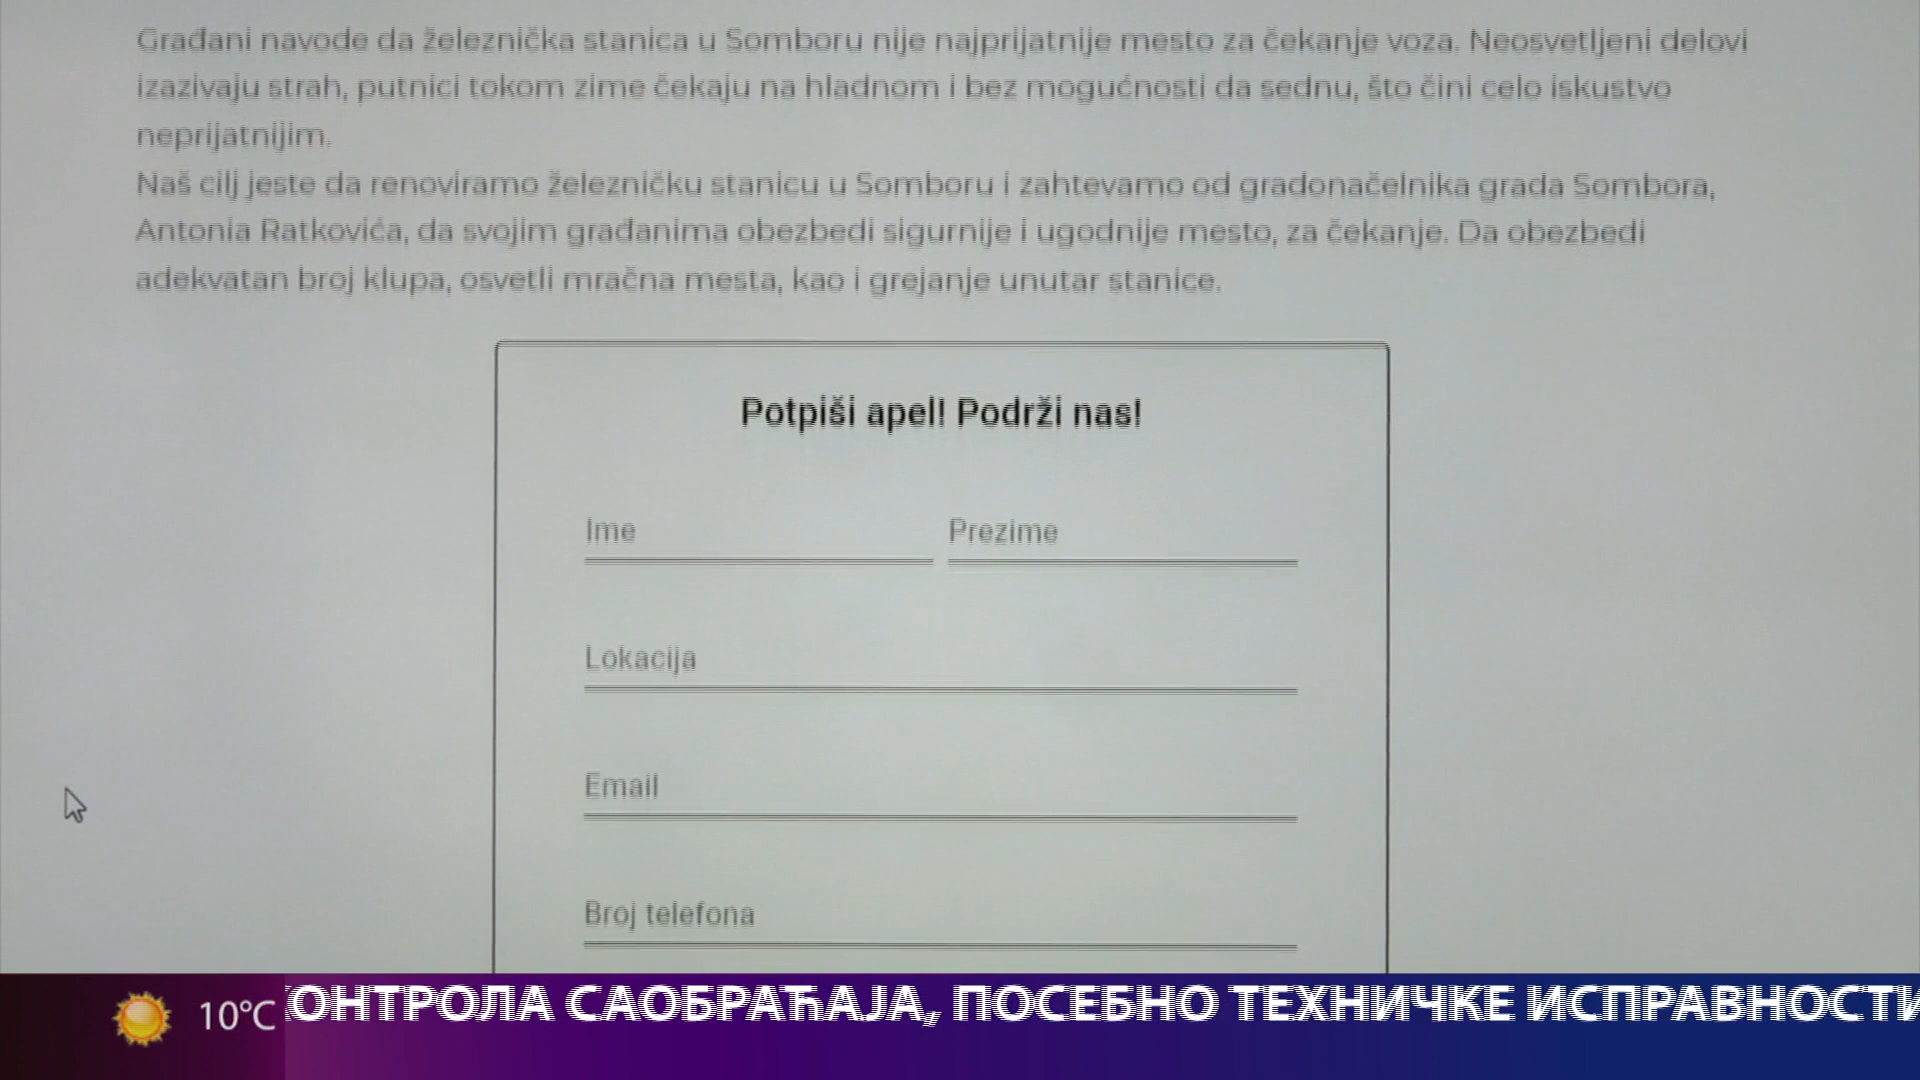 Građani navode da železnička stanica u Somboru nije najprijatnije mesto za čekanje voza. Neosvetljeni delovi
izazivaju strah, putnici tokom zime čekaju na hladnom i bez mogućnosti da sednu, što čini celo iskustvo
neprijatnijim.
Naš cilj jeste da renoviramo železničku stanicu u Somboru i zahtevamo od gradonačelnika grada Sombora,
Antonia Ratkovića, da svojim građanima obezbedi sigurnije i ugodnije mesto, za čekanje. Da obezbedi
adekvatan broj klupa, osvetli mračna mesta, kao i grejanje unutar stanice.
Potpiši apel! Podrži nas!
Ime Prezime
Lokacija
Email
Broj telefona
10°C КОНТРОЛА САОБРАЋАЈА, ПОСЕБНО ТЕХНИЧКЕ ИСПРАВНОСТИ